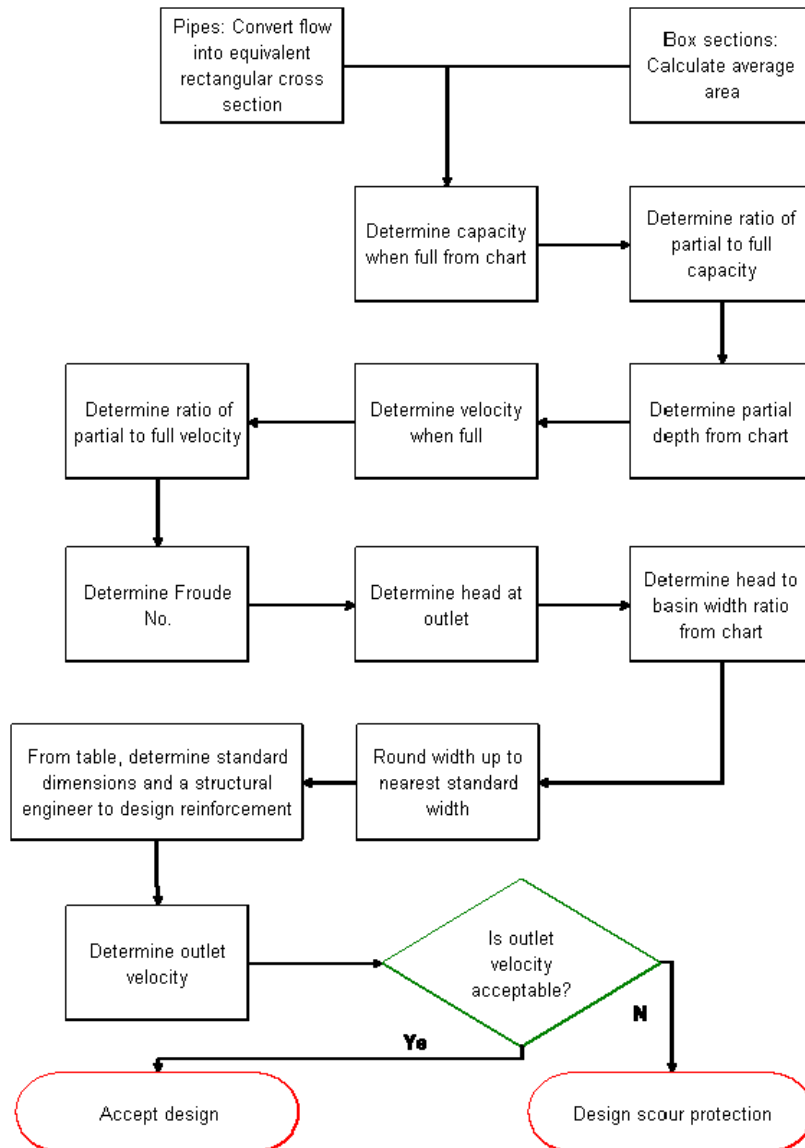 Pipes: Convert flow
into equivalent
rectangular cross
section
Box sections:
Calculate average
area
Determine capacity
when full from chart
Determine ratio of
partial to full
capacity
Determine ratio of
partial to full velocity
Determine velocity
when full
Determine partial
depth from chart
Determine Froude
No.
Determine head at
outlet
Determine head to
basin width ratio
from chart
From table, determine standard
dimensions and a structural
engineer to design reinforcement
Round width up to
nearest standard
width
Determine outlet
velocity
Is outlet
velocity
acceptable?
Ye
N
Accept design
Design scour protection